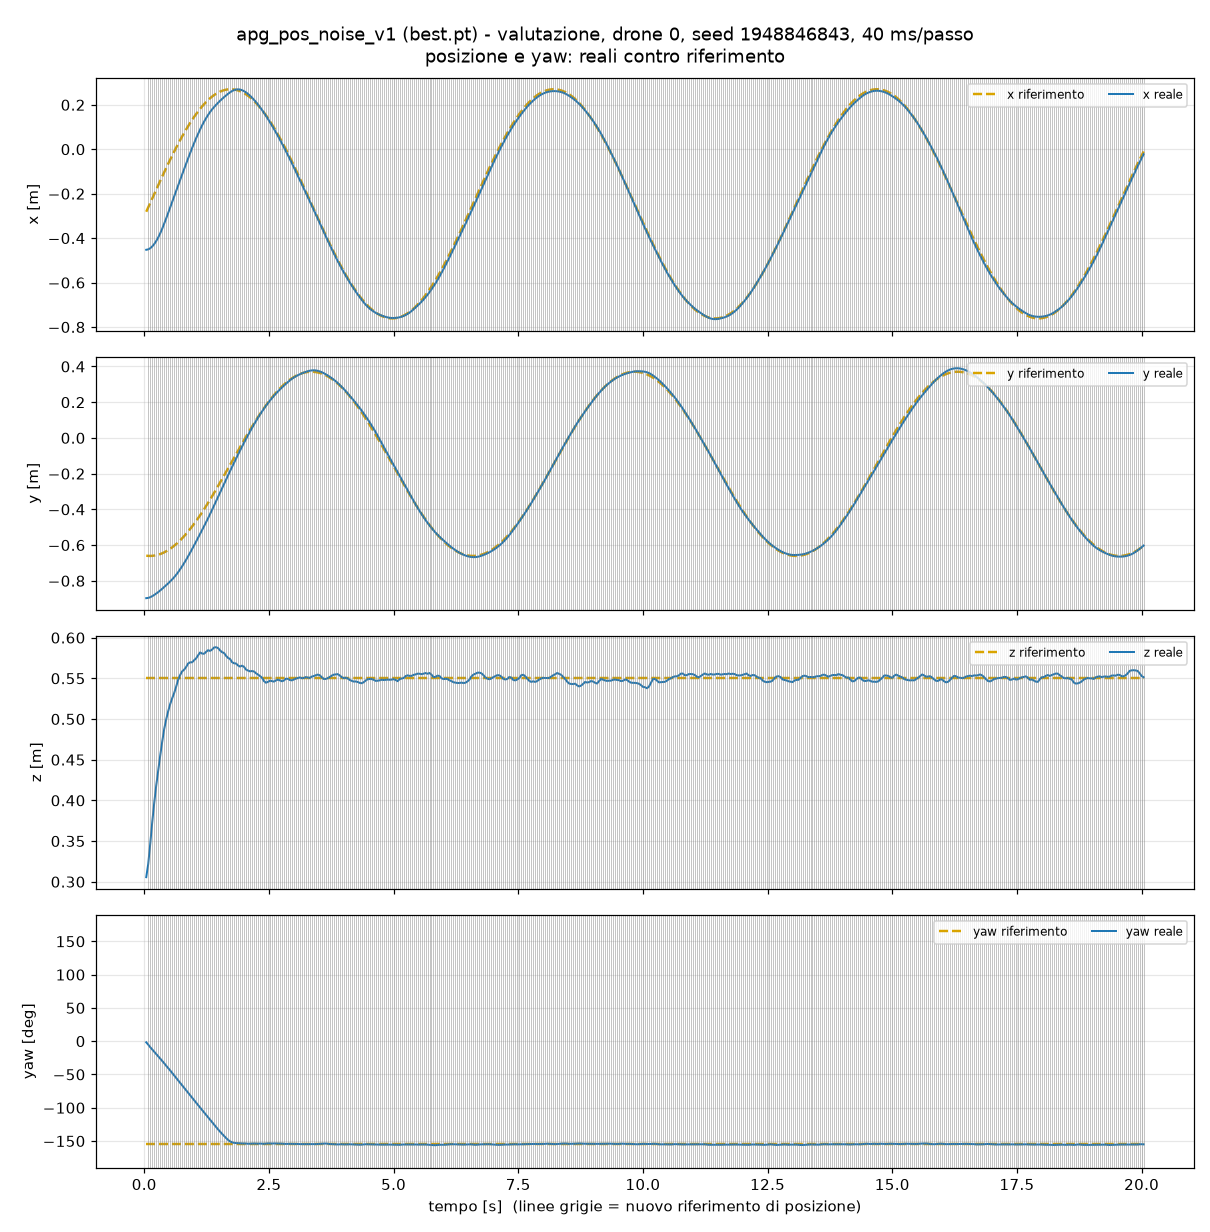 apg_pos_noise_v1 (best.pt) - valutazione, drone 0, seed 1948846843, 40 ms/passo
posizione e yaw: reali contro riferimento
x riferimento x reale
0.2
0.0
−0.2
−0.4
−0.6
−0.8
x [m]
y riferimento y reale
0.4
0.2
0.0
−0.2
−0.4
−0.6
−0.8
y [m]
z riferimento z reale
0.60
0.55
0.50
0.45
0.40
0.35
0.30
z [m]
yaw riferimento yaw reale
150
100
50
0
−50
−100
−150
yaw [deg]
0.0 2.5 5.0 7.5 10.0 12.5 15.0 17.5 20.0
tempo [s] (linee grigie = nuovo riferimento di posizione)